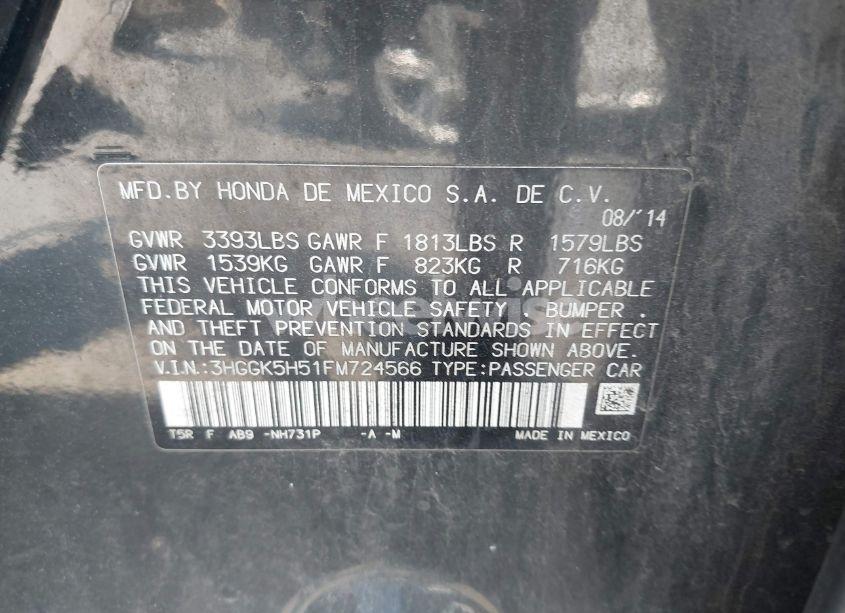 MFD.BY HONDA DE MEXICO S.A. DE C.V.
08/'14
GVWR 3393LBS GAWR F 1813LBS R 1579LBS
GVWR 1539KG GAWR F 823KG R 716KG
THIS VEHICLE CONFORMS TO ALL APPLICABLE
FEDERAL MOTOR VEHICLE SAFETY . BUMPER .
AND THEFT PREVENTION STANDARDS IN EFFECT
ON THE DATE OF MANUFACTURE SHOWN ABOVE.
V.I.N.:3HGGK5H51FM724566 TYPE:PASSENGER CAR
T5R F AB9 -NH731P -A -M MADE IN MEXICO